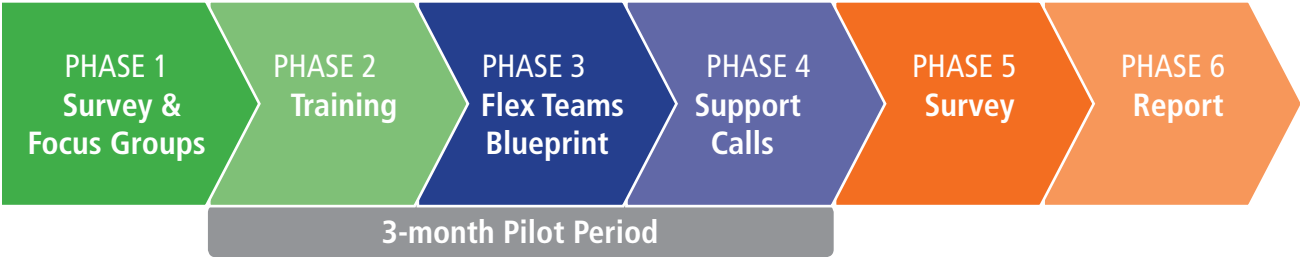 PHASE 1
Survey &
Focus Groups
PHASE 2
Training
PHASE 3
Flex Teams
Blueprint
PHASE 4
Support
Calls
PHASE 5
Survey
PHASE 6
Report
3-month Pilot Period